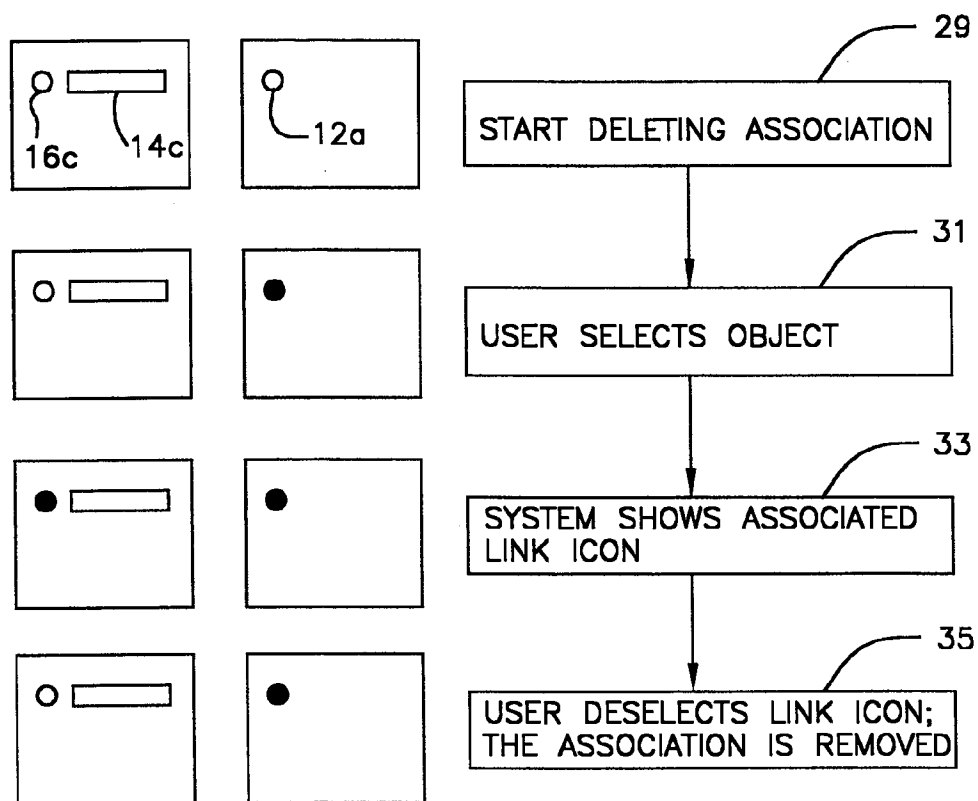 29
START DELETING ASSOCIATION
16c
14c
12a
31
USER SELECTS OBJECT
33
SYSTEM SHOWS ASSOCIATED
LINK ICON
35
USER DESELECTS LINK ICON;
THE ASSOCIATION IS REMOVED